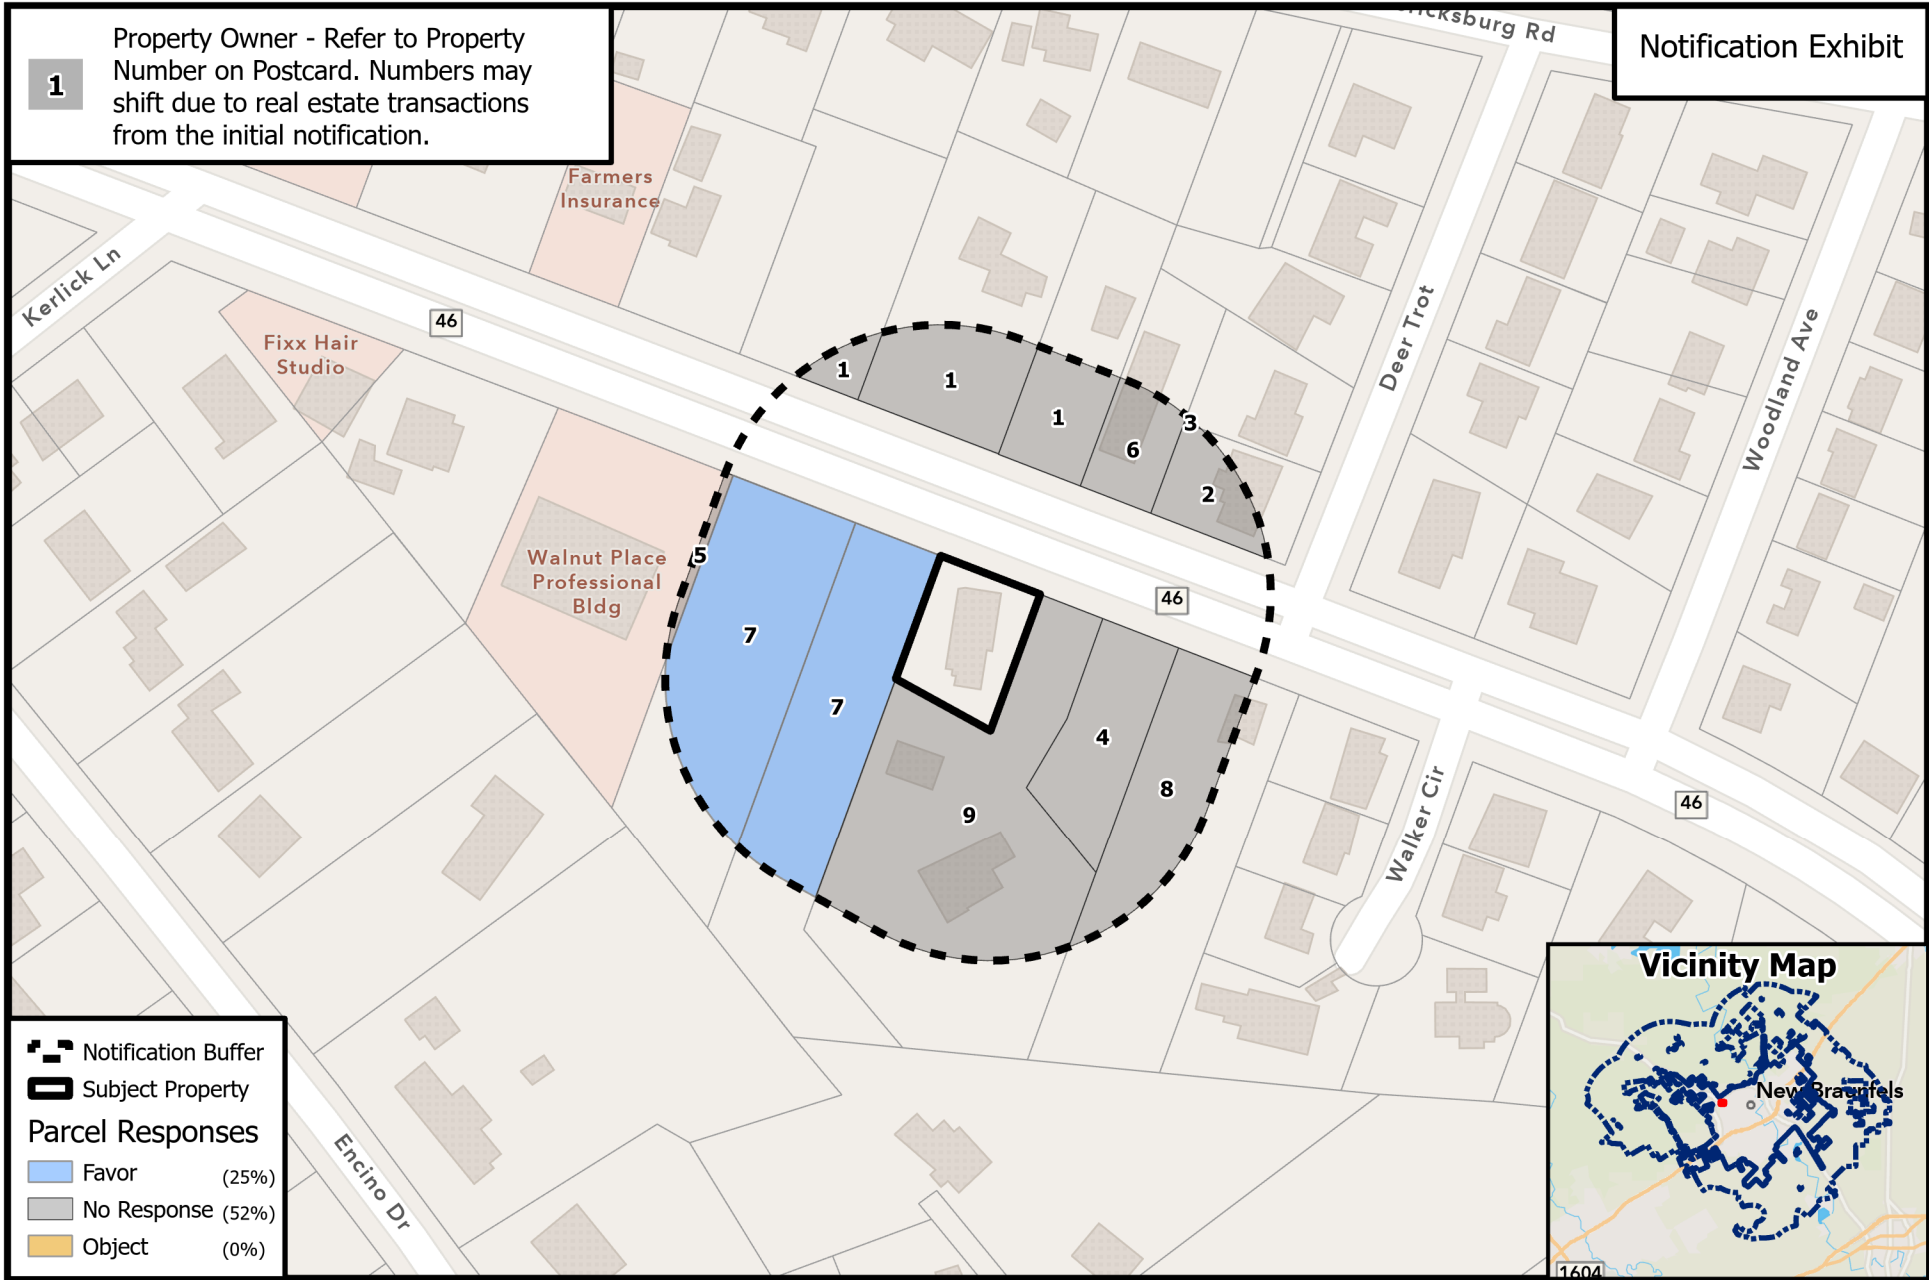 1
Property Owner - Refer to Property
Number on Postcard. Numbers may
shift due to real estate transactions
from the initial notification.
Notification Exhibit
Farmers
Insurance
Kerlick Ln
46
Fixx Hair
Studio
Deer Trot
Woodland Ave
1
1
1
6
3
2
Walnut Place
Professional
Bldg
5
7
7
46
4
8
9
46
Walker Cir
Encino Dr
Notification Buffer
Subject Property
Parcel Responses
Favor (25%)
No Response (52%)
Object (0%)
Vicinity Map
New Braunfels
1604